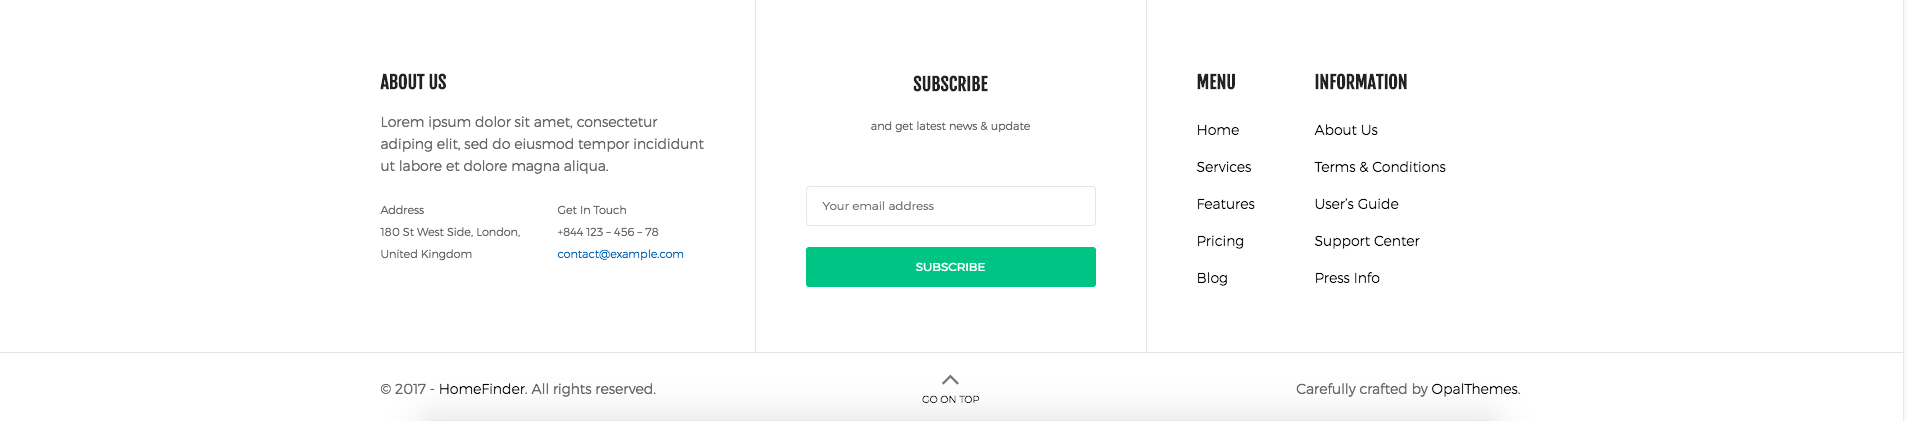 ABOUT US
Lorem ipsum dolor sit amet, consectetur
adiping elit, sed do eiusmod tempor incididunt
ut labore et dolore magna aliqua.
Address
180 St West Side, London,
United Kingdom
Get In Touch
+844 123 – 456 – 78
contact@example.com
SUBSCRIBE
and get latest news & update
Your email address
SUBSCRIBE
MENU
Home
Services
Features
Pricing
Blog
INFORMATION
About Us
Terms & Conditions
User's Guide
Support Center
Press Info
© 2017 - HomeFinder. All rights reserved.
GO ON TOP
Carefully crafted by OpalThemes.